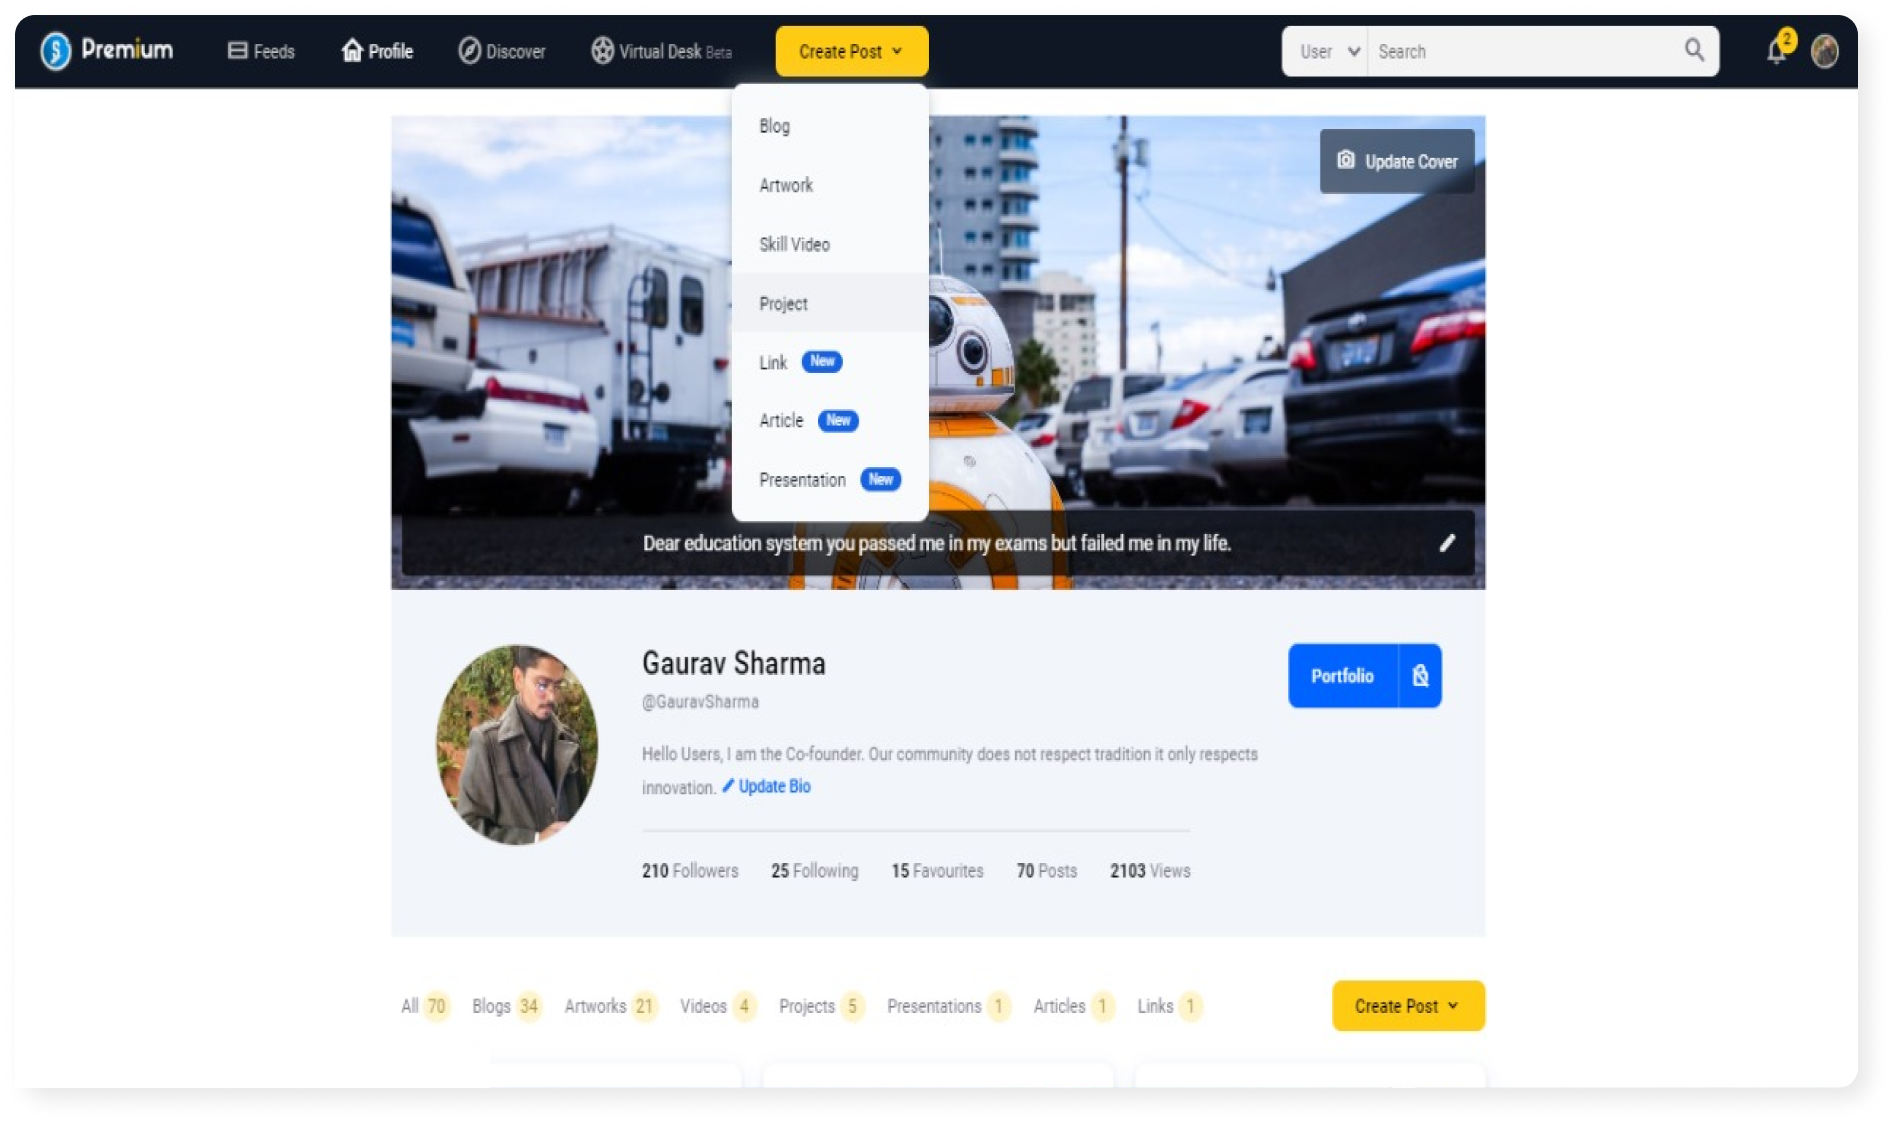 Premium
Feeds
Profile
Discover
Virtual Desk Beta
Create Post
User
Search
2
Blog
Artwork
Skill Video
Project
Link New
Article New
Presentation New
Update Cover
Dear education system you passed me in my exams but failed me in my life.
Gaurav Sharma
@GauravSharma
Portfolio
Hello Users, I am the Co-founder. Our community does not respect tradition it only respects
innovation. Update Bio
210 Followers 25 Following 15 Favourites 70 Posts 2103 Views
All 70 Blogs 34 Artworks 21 Videos 4 Projects 5 Presentations 1 Articles 1 Links 1
Create Post